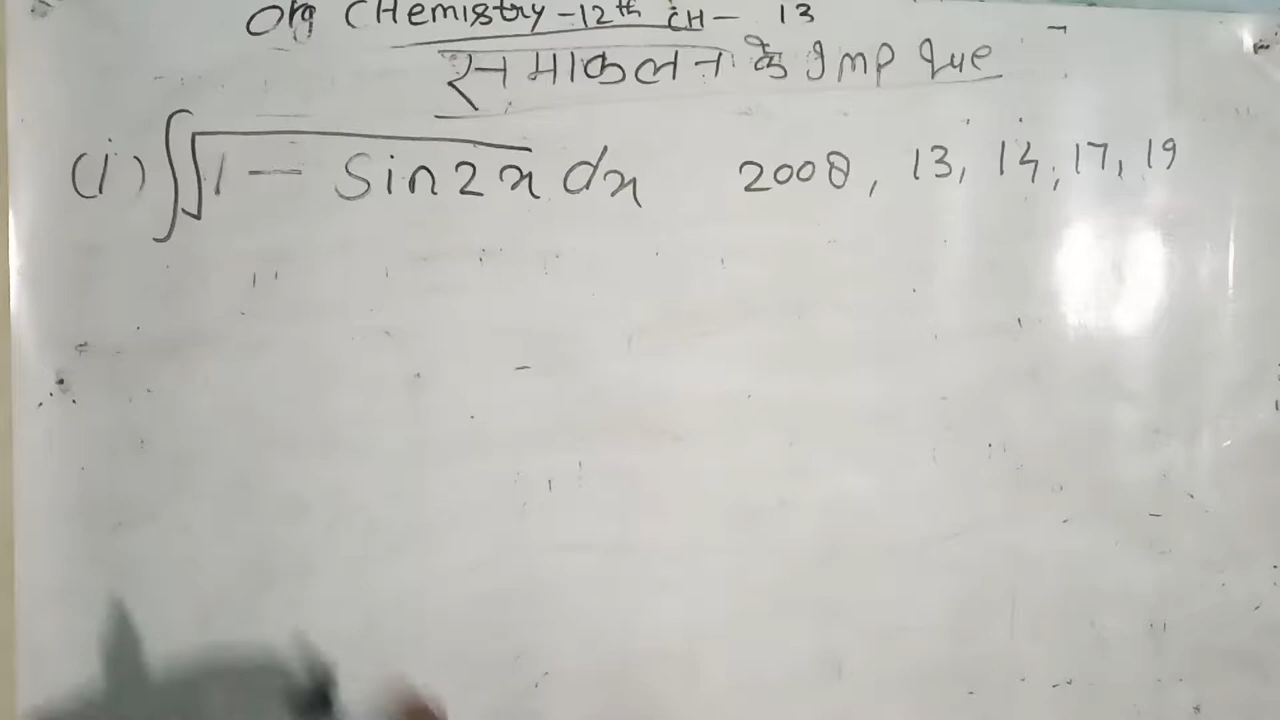 Org CHemistry-12th CH- 13
समाकलन के Imp Que
(i) ∫√1 - Sin2x dx 2008, 13, 14, 17, 19